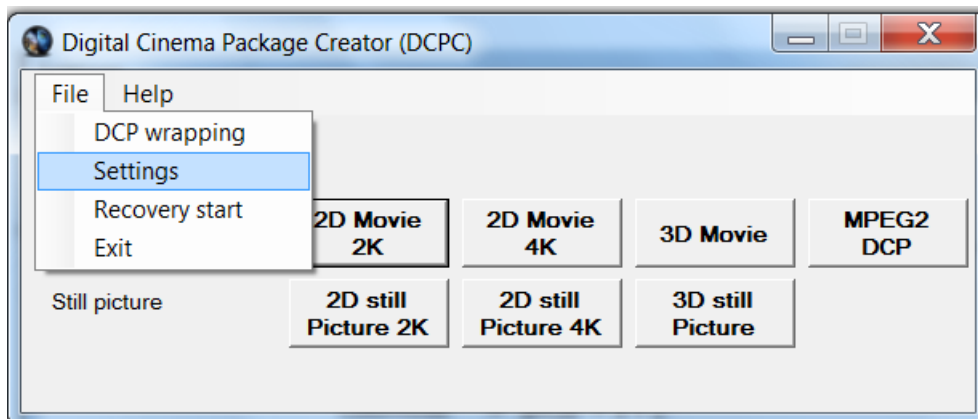 Digital Cinema Package Creator (DCPC)
File Help
DCP wrapping
Settings
Recovery start
Exit
2D Movie
2K
2D Movie
4K
3D Movie
MPEG2
DCP
Still picture
2D still
Picture 2K
2D still
Picture 4K
3D still
Picture